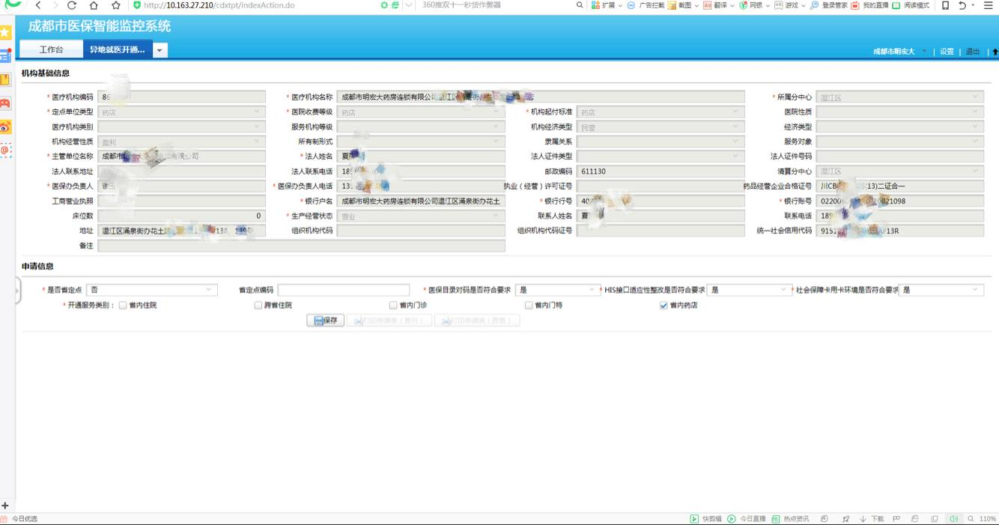 http://10.163.27.210/cdxtpt/indexAction.do 360推双十一秒货作弊器 扩展 广告拦截 截图 翻译 网银 游戏 登录管家 我的直播 阅读模式
成都市医保智能监控系统
工作台 异地就医开通... 成都市明宏大 | 设置 | 退出
机构基础信息
* 医疗机构编码 86 * 医疗机构名称 成都市明宏大药房连锁有限公司温江区 * 所属分中心 温江区
* 定点单位类型 药店 * 医院收费等级 药店 * 机构起付标准 药店 医院性质
医疗机构类别 服务机构等级 机构经济类型 民营 经济类型
机构经营性质 盈利 所有制形式 隶属关系 服务对象
* 主管单位名称 成都市 有限公司 * 法人姓名 夏 法人证件类型 法人证件号码
法人联系地址 法人联系电话 189 邮政编码 611130 清算分中心 温江区
* 医保办负责人 * 医保办负责人电话 13 执业（经营）许可证号 药品经营企业合格证号 川CB 13)二证合一
工商营业执照 * 银行户名 成都市明宏大药房连锁有限公司温江区涌泉街办花土 * 银行行号 40 * 银行账号 02200 021098
床位数 0 * 生产经营状态 营业 联系人姓名 夏 联系电话 189
地址 温江区涌泉街办花土 138 组织机构代码 组织机构代码证号 统一社会信用代码 915 13R
备注
申请信息
* 是否省定点 否 省定点编码 * 医保目录对码是否符合要求 是 * HIS接口适应性整改是否符合要求 是 * 社会保障卡用卡环境是否符合要求 是
* 开通服务类别： 省内住院 跨省住院 省内门诊 省内门特 省内药店
保存 打印申请表（省内） 打印申请表（跨省）
今日优选 快剪辑 今日直播 热点资讯 下载 110%